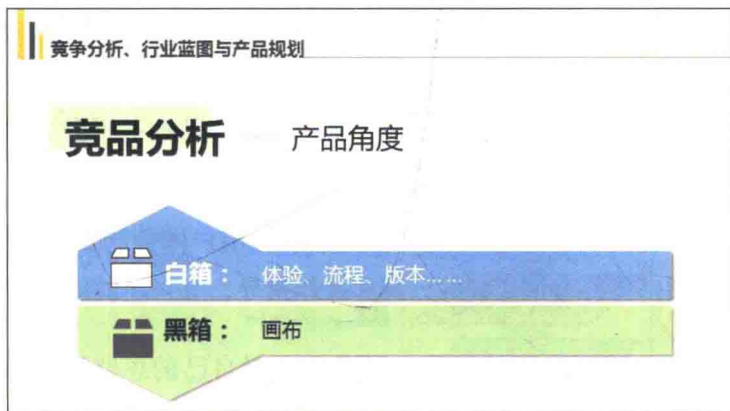 竞争分析、行业蓝图与产品规划
竞品分析 产品角度
白箱： 体验、流程、版本... ...
黑箱： 画布